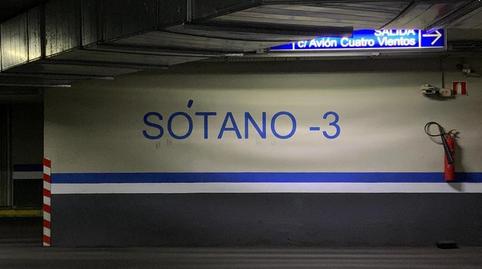 SALIDA
c/ Avión Cuatro Vientos
SÓTANO -3